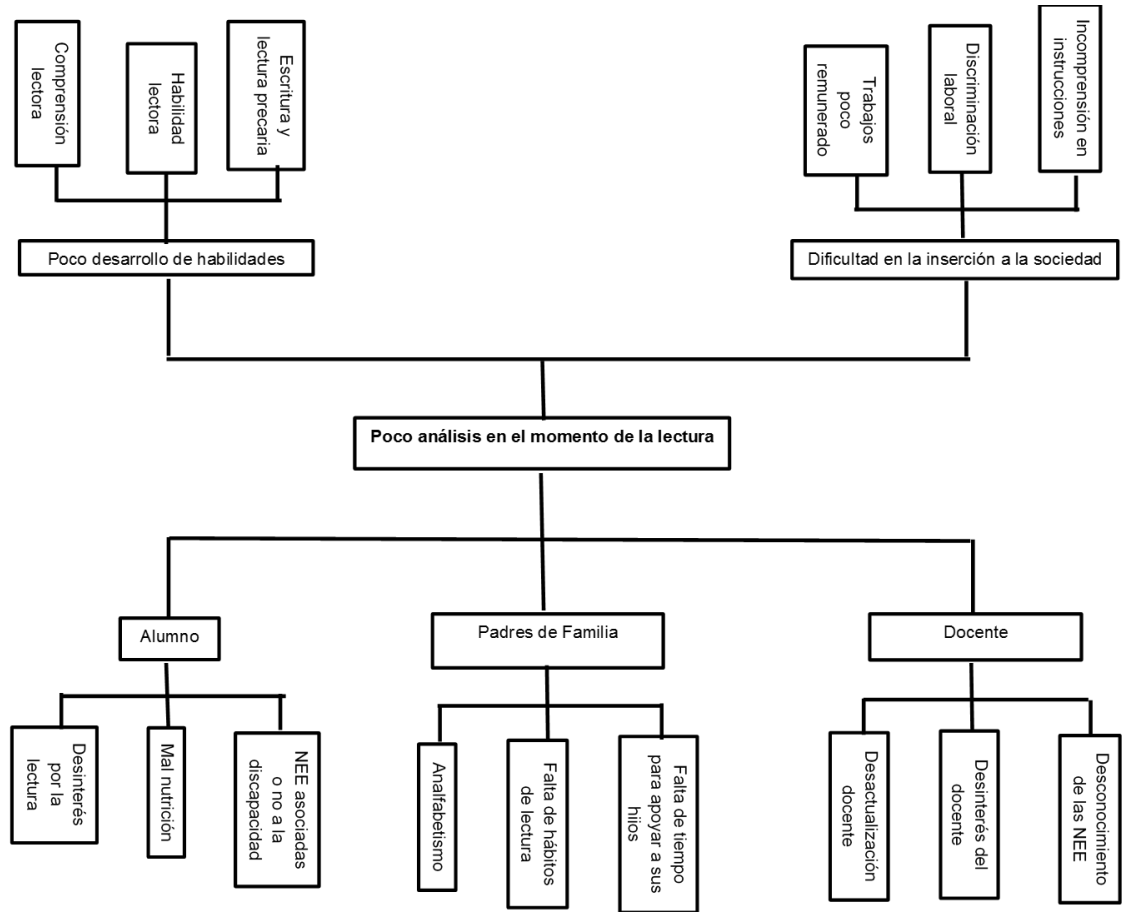 Comprensión
lectora
Habilidad
lectora
Escritura y
lectura precaria
Trabajos
poco
remunerado
Discriminación
laboral
Incomprensión en
instrucciones
Poco desarrollo de habilidades
Dificultad en la inserción a la sociedad
Poco análisis en el momento de la lectura
Alumno
Padres de Familia
Docente
Desinterés
por la
lectura
Mal nutrición
NEE asociadas
o no a la
discapacidad
Analfabetismo
Falta de hábitos
de lectura
Falta de tiempo
para apoyar a sus
hijos
Desactualización
docente
Desinterés del
docente
Desconocimiento
de las NEE